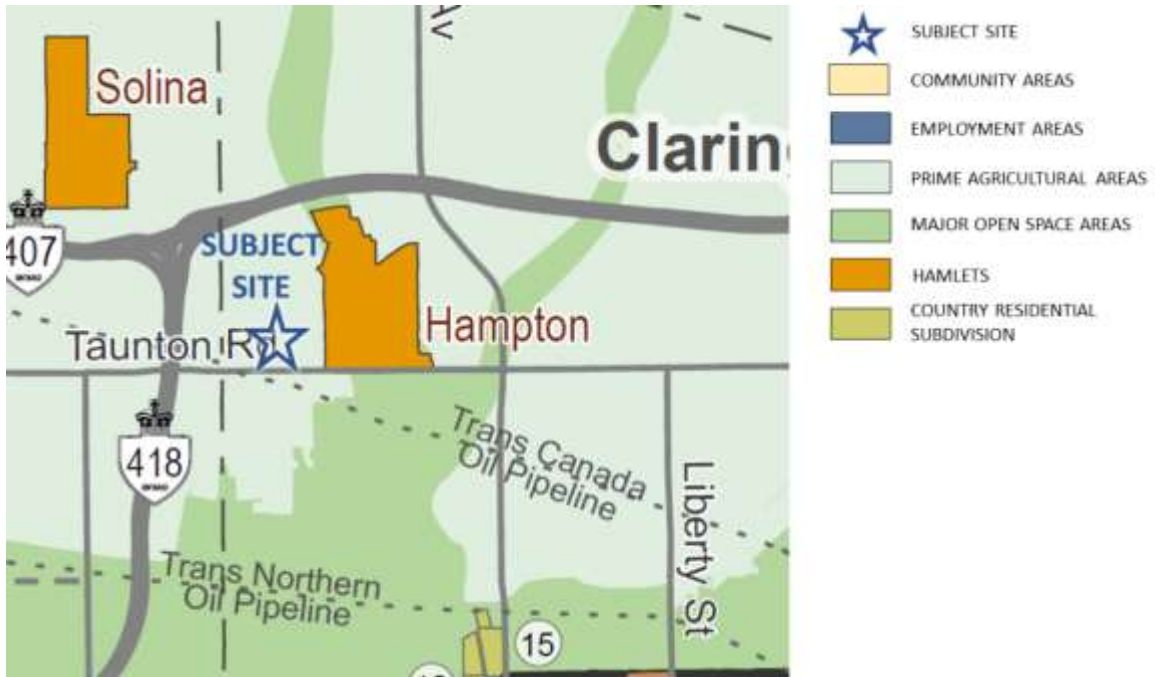 Av
Solina
Claring
407
SUBJECT
SITE
Taunton Rd
Hampton
418
Trans Canada
Oil Pipeline
Liberty St
Trans Northern
Oil Pipeline
15
SUBJECT SITE
COMMUNITY AREAS
EMPLOYMENT AREAS
PRIME AGRICULTURAL AREAS
MAJOR OPEN SPACE AREAS
HAMLETS
COUNTRY RESIDENTIAL
SUBDIVISION